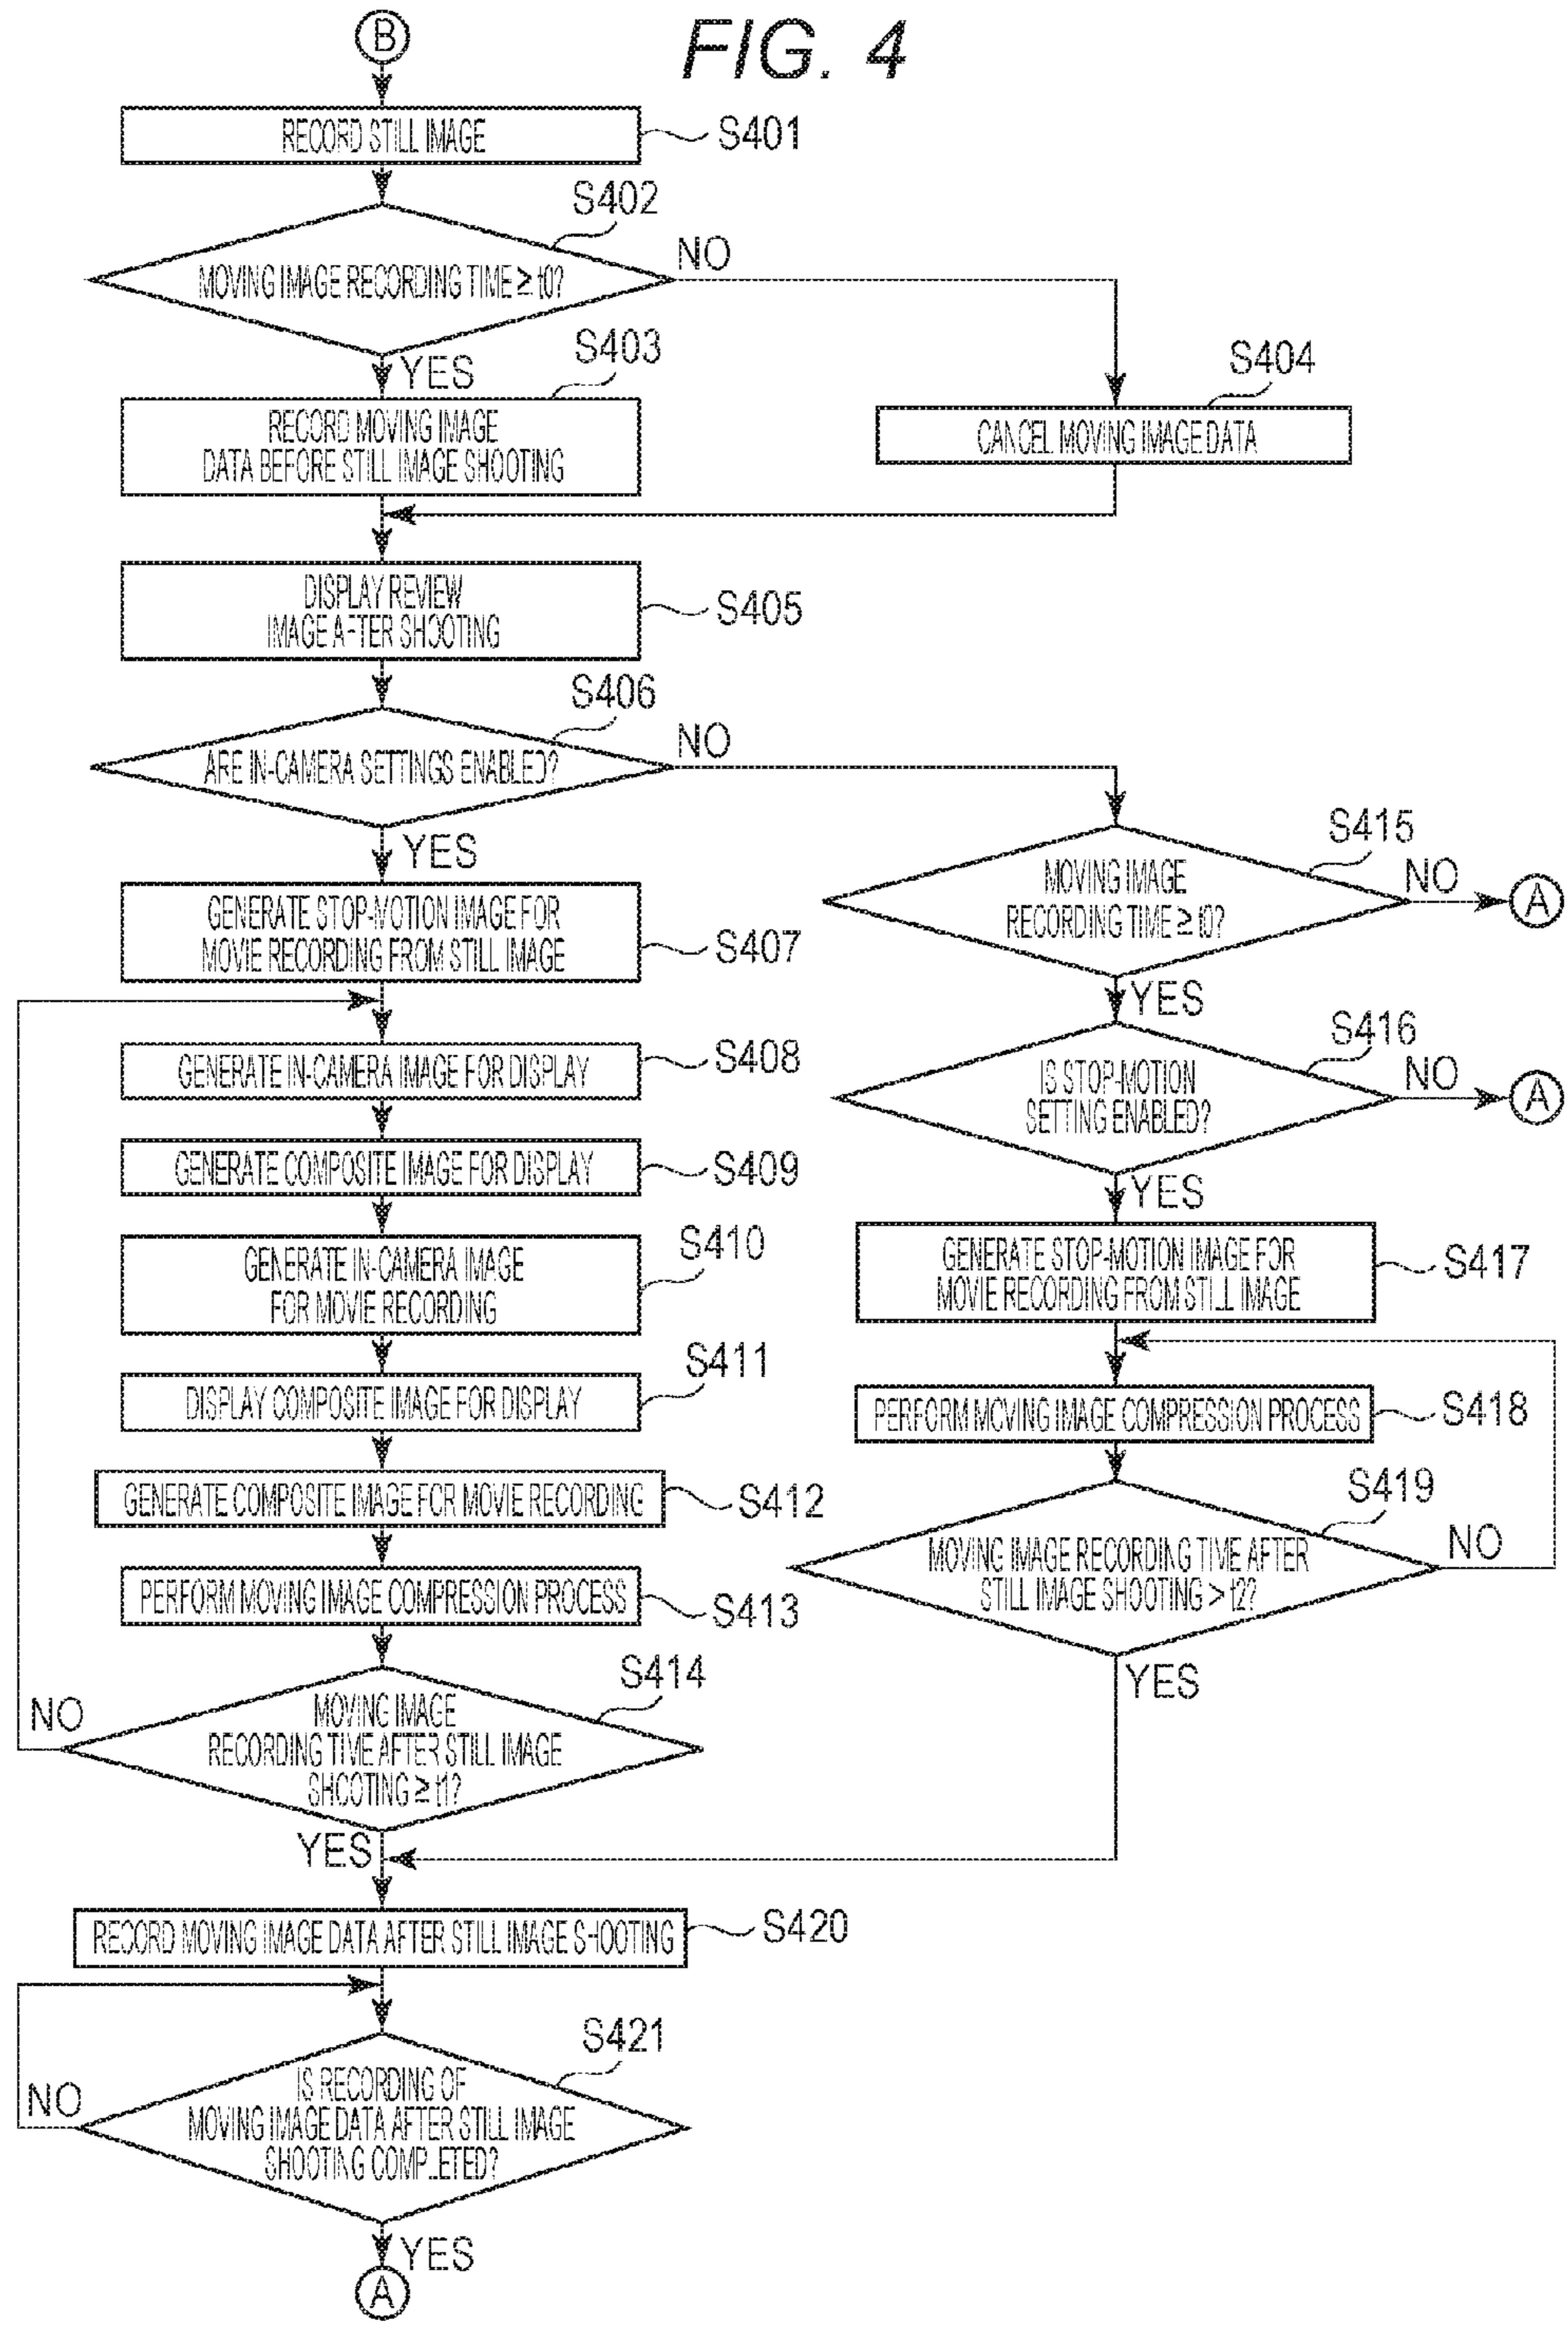 B
FIG. 4
RECORD STILL IMAGE
S401
S402
MOVING IMAGE RECORDING TIME ≥ t0?
NO
YES
S403
RECORD MOVING IMAGE
DATA BEFORE STILL IMAGE SHOOTING
S404
CANCEL MOVING IMAGE DATA
DISPLAY REVIEW
IMAGE AFTER SHOOTING
S405
S406
ARE IN-CAMERA SETTINGS ENABLED?
NO
YES
GENERATE STOP-MOTION IMAGE FOR
MOVIE RECORDING FROM STILL IMAGE
S407
GENERATE IN-CAMERA IMAGE FOR DISPLAY
S408
GENERATE COMPOSITE IMAGE FOR DISPLAY
S409
GENERATE IN-CAMERA IMAGE
FOR MOVIE RECORDING
S410
DISPLAY COMPOSITE IMAGE FOR DISPLAY
S411
GENERATE COMPOSITE IMAGE FOR MOVIE RECORDING
S412
PERFORM MOVING IMAGE COMPRESSION PROCESS
S413
S414
MOVING IMAGE
RECORDING TIME AFTER STILL IMAGE
SHOOTING ≥ t1?
NO
YES
S415
MOVING IMAGE
RECORDING TIME ≥ t0?
NO
A
YES
S416
IS STOP-MOTION
SETTING ENABLED?
NO
A
YES
GENERATE STOP-MOTION IMAGE FOR
MOVIE RECORDING FROM STILL IMAGE
S417
PERFORM MOVING IMAGE COMPRESSION PROCESS
S418
S419
MOVING IMAGE RECORDING TIME AFTER
STILL IMAGE SHOOTING > t2?
NO
YES
RECORD MOVING IMAGE DATA AFTER STILL IMAGE SHOOTING
S420
S421
IS RECORDING OF
MOVING IMAGE DATA AFTER STILL IMAGE
SHOOTING COMPLETED?
NO
YES
A